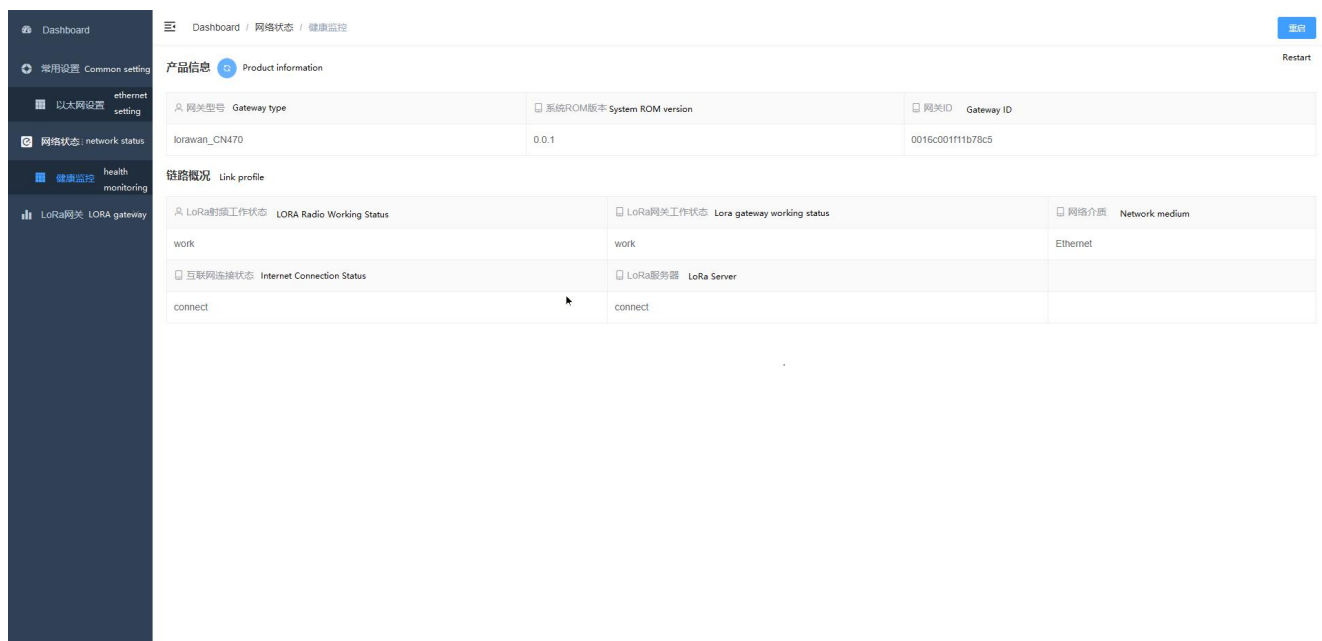 Dashboard
Dashboard / 网络状态 / 健康监控
重启
Restart
常用设置 Common setting
产品信息 Product information
以太网设置 ethernet
setting
网关型号 Gateway type
系统ROM版本 System ROM version
网关ID Gateway ID
网络状态 network status
lorawan_CN470
0.0.1
0016c001f11b78c5
健康监控 health
monitoring
链路概况 Link profile
LoRa网关 LORA gateway
LoRa射频工作状态 LORA Radio Working Status
LoRa网关工作状态 Lora gateway working status
网络介质 Network medium
work
work
Ethernet
互联网连接状态 Internet Connection Status
LoRa服务器 LoRa Server
connect
connect